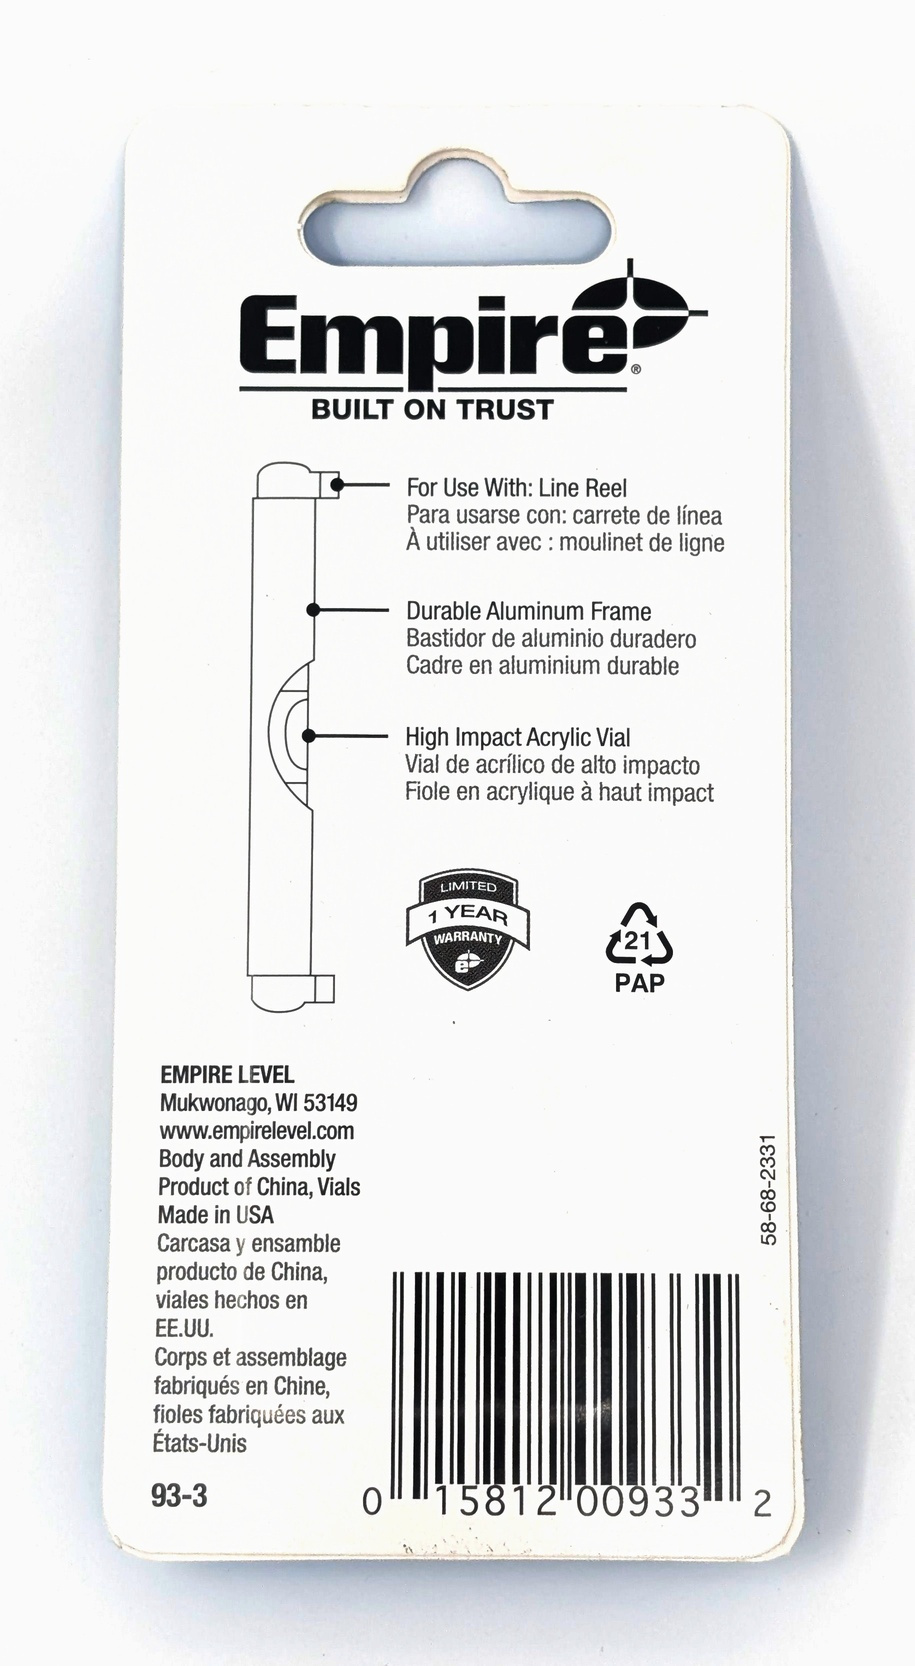 Empire®
BUILT ON TRUST
For Use With: Line Reel
Para usarse con: carrete de línea
À utiliser avec : moulinet de ligne
Durable Aluminum Frame
Bastidor de aluminio duradero
Cadre en aluminium durable
High Impact Acrylic Vial
Vial de acrílico de alto impacto
Fiole en acrylique à haut impact
LIMITED
1 YEAR
WARRANTY
e
21
PAP
EMPIRE LEVEL
Mukwonago, WI 53149
www.empirelevel.com
Body and Assembly
Product of China, Vials
Made in USA
Carcasa y ensamble
producto de China,
viales hechos en
EE.UU.
Corps et assemblage
fabriqués en Chine,
fioles fabriquées aux
États-Unis
93-3
58-68-2331
0 15812 00933 2